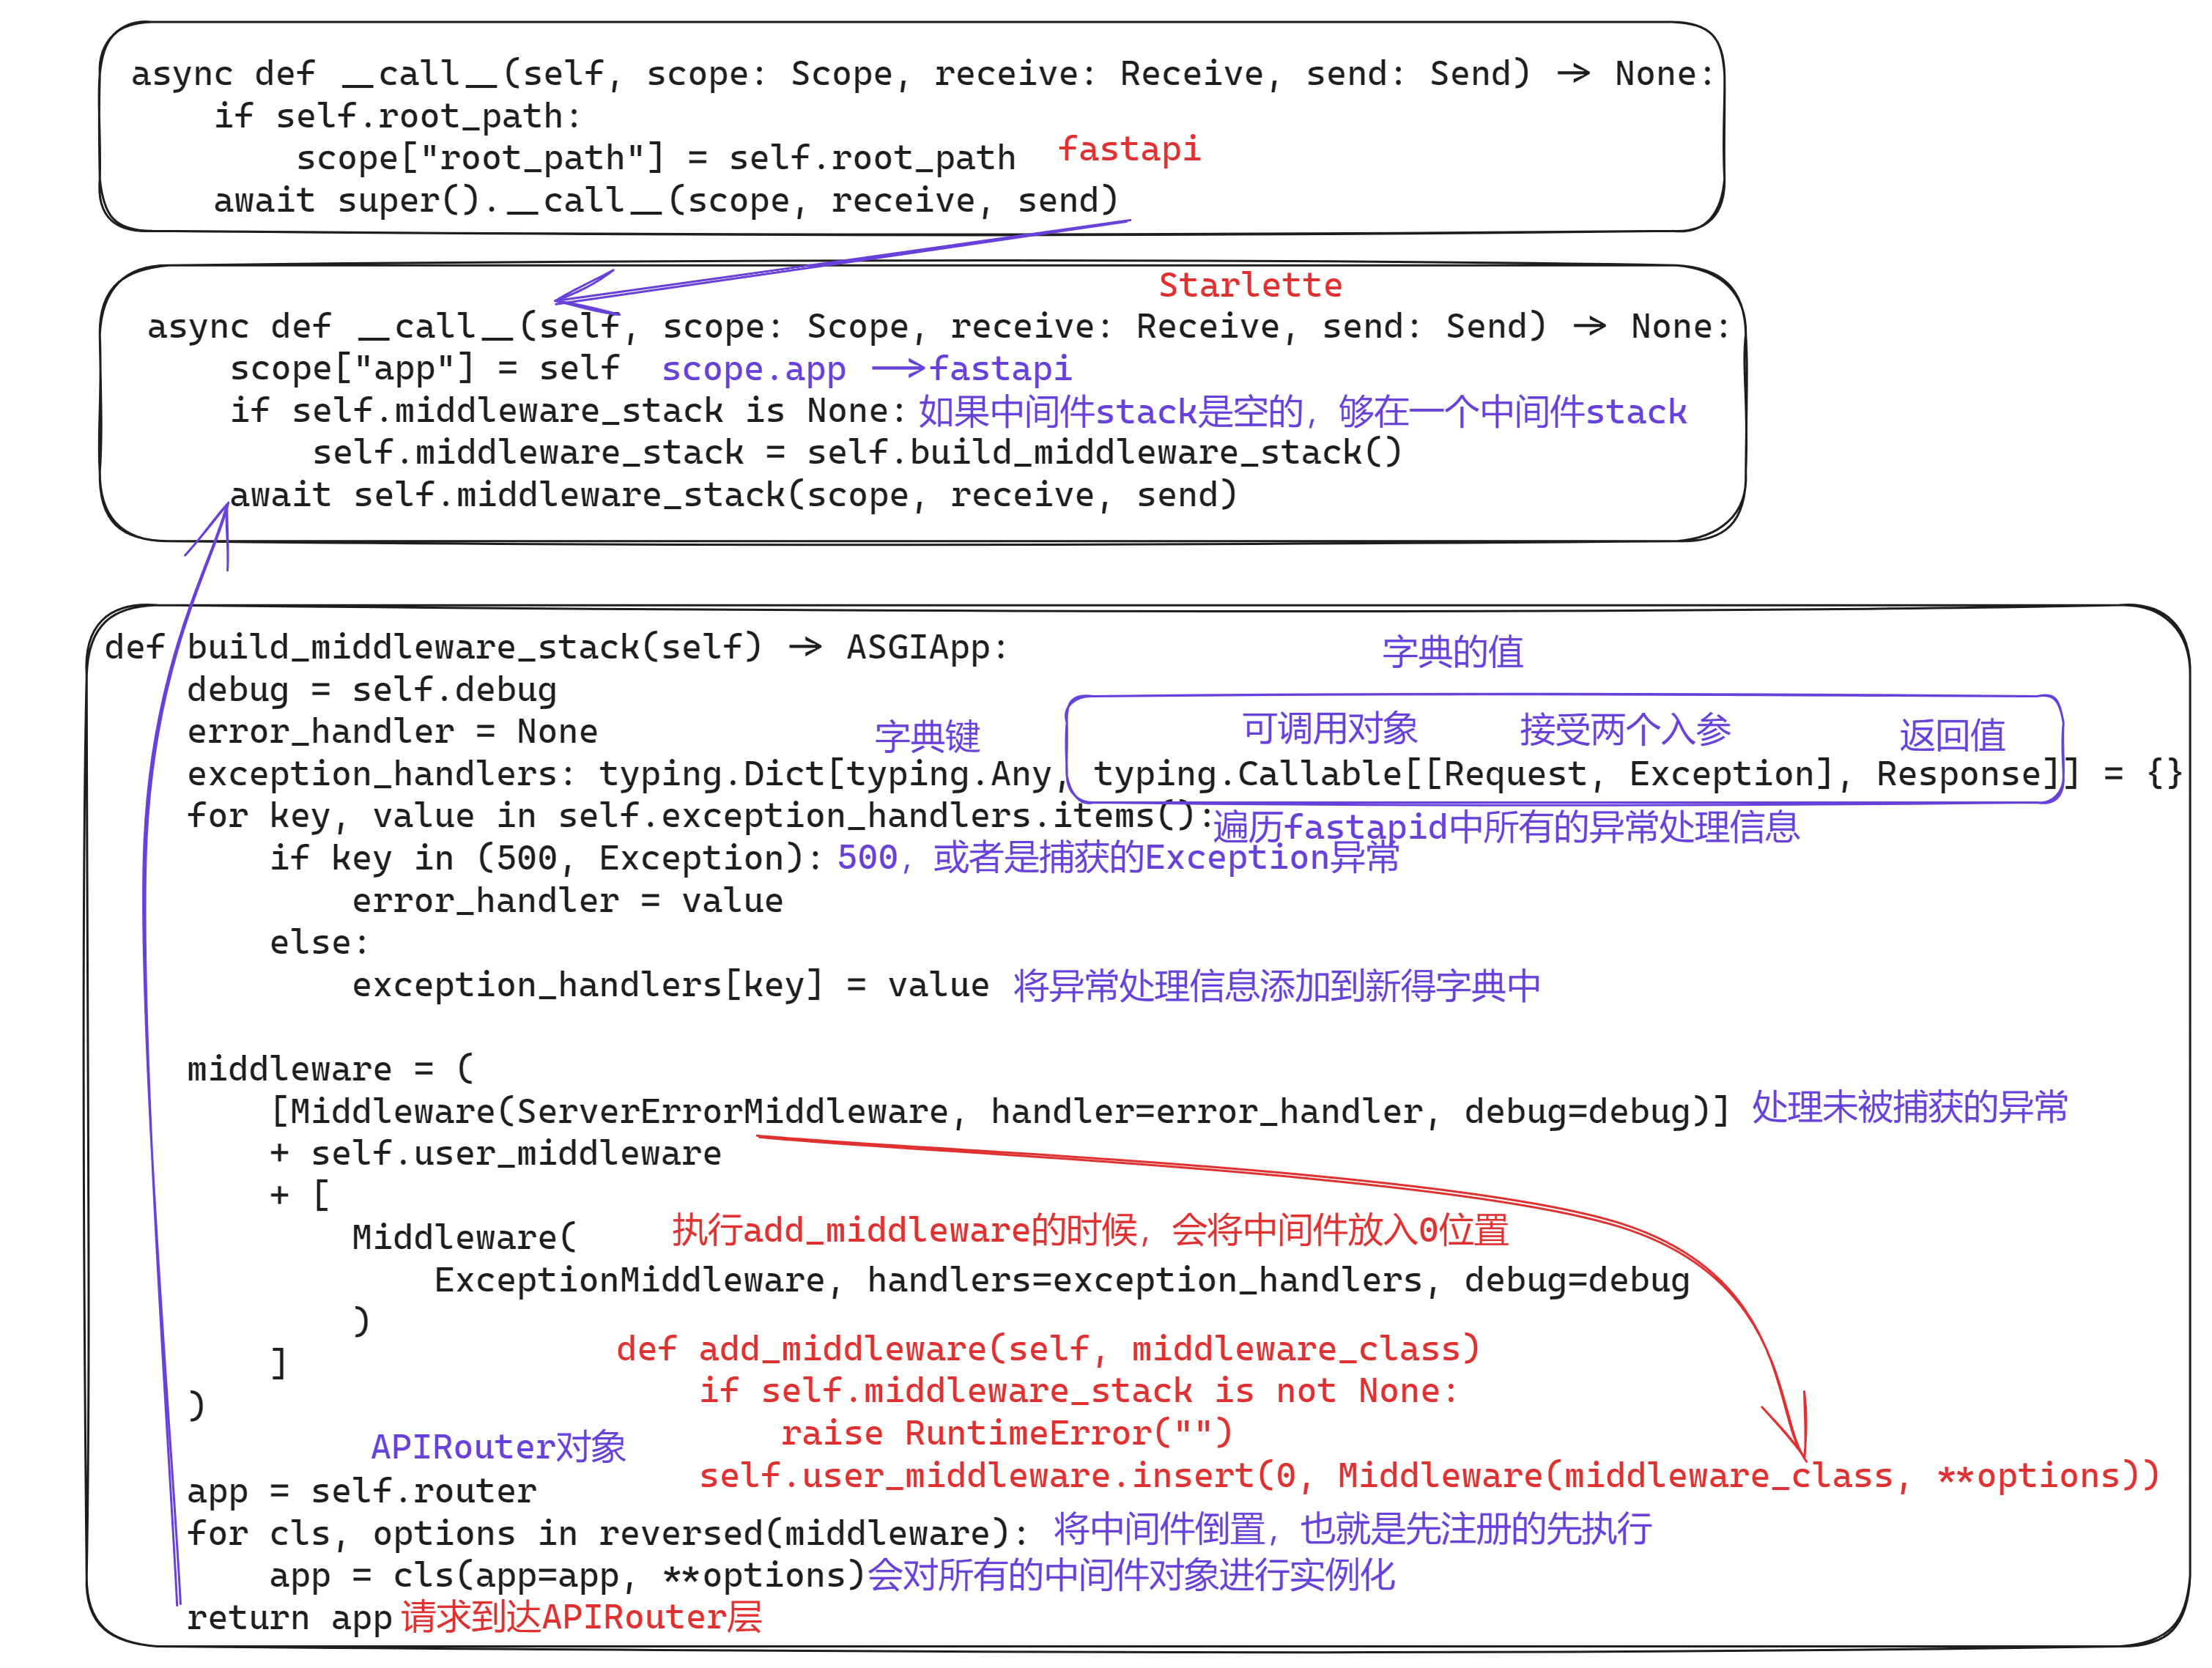 async def __call__(self, scope: Scope, receive: Receive, send: Send) -> None:
if self.root_path:
scope["root_path"] = self.root_path fastapi
await super().__call__(scope, receive, send)
Starlette
async def __call__(self, scope: Scope, receive: Receive, send: Send) -> None:
scope["app"] = self scope.app -->fastapi
if self.middleware_stack is None: 如果中间件stack是空的，够在一个中间件stack
self.middleware_stack = self.build_middleware_stack()
await self.middleware_stack(scope, receive, send)
def build_middleware_stack(self) -> ASGIApp:
字典的值
debug = self.debug
error_handler = None
字典键 可调用对象 接受两个入参 返回值
exception_handlers: typing.Dict[typing.Any, typing.Callable[[Request, Exception], Response]] = {}
for key, value in self.exception_handlers.items():遍历fastapid中所有的异常处理信息
if key in (500, Exception): 500，或者是捕获的Exception异常
error_handler = value
else:
exception_handlers[key] = value 将异常处理信息添加到新得字典中
middleware = (
[Middleware(ServerErrorMiddleware, handler=error_handler, debug=debug)] 处理未被捕获的异常
+ self.user_middleware
+ [
Middleware( 执行add_middleware的时候，会将中间件放入0位置
ExceptionMiddleware, handlers=exception_handlers, debug=debug
)
]
)
def add_middleware(self, middleware_class)
if self.middleware_stack is not None:
raise RuntimeError("")
self.user_middleware.insert(0, Middleware(middleware_class, **options))
APIRouter对象
app = self.router
for cls, options in reversed(middleware): 将中间件倒置，也就是先注册的先执行
app = cls(app=app, **options)会对所有的中间件对象进行实例化
return app 请求到达APIRouter层